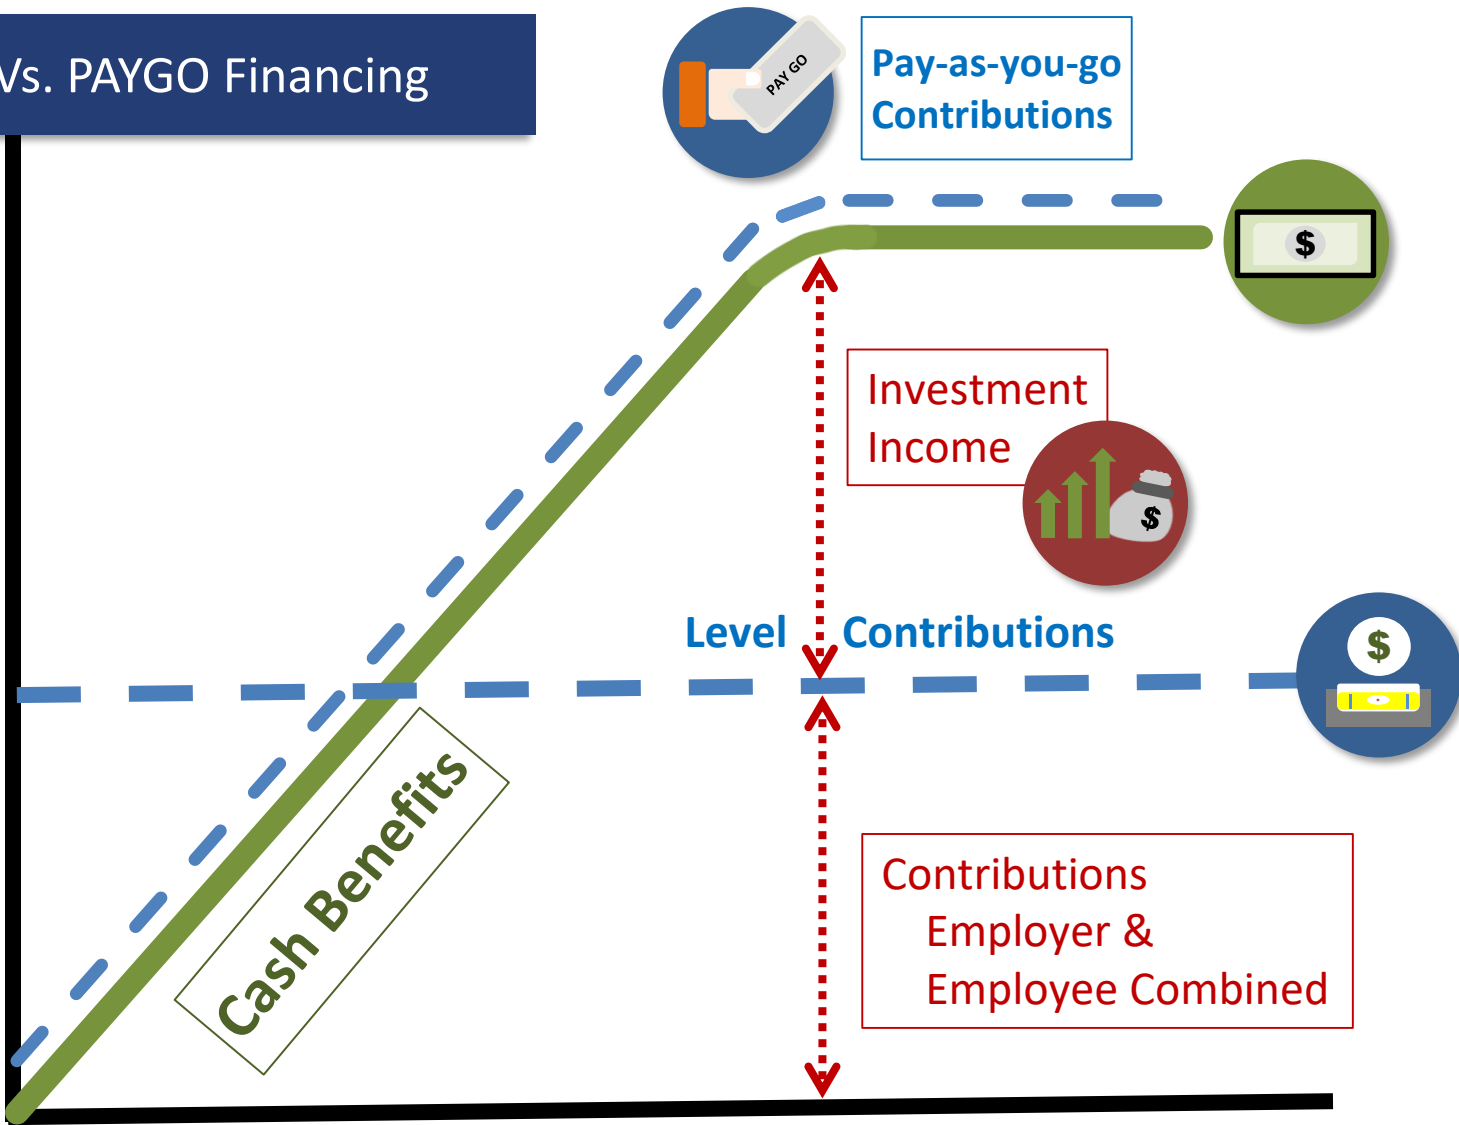 Vs. PAYGO Financing
PAY GO
Pay-as-you-go
Contributions
$
Investment
Income
$
Level Contributions
$
Cash Benefits
Contributions
Employer &
Employee Combined